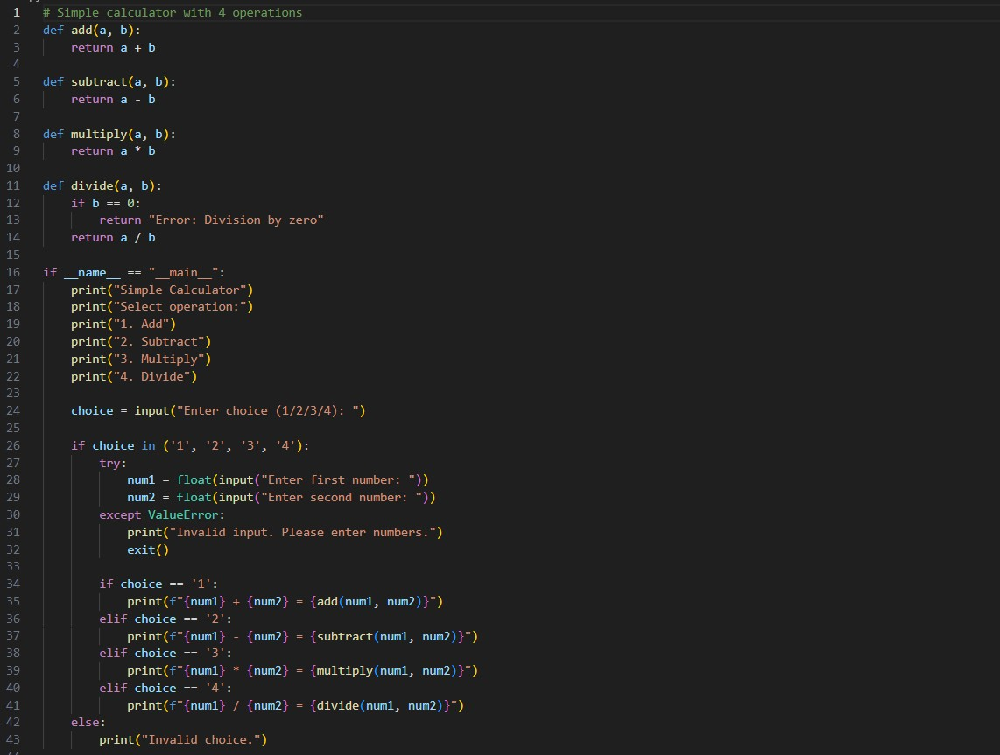 1 # Simple calculator with 4 operations
2 def add(a, b):
3     return a + b
4
5 def subtract(a, b):
6     return a - b
7
8 def multiply(a, b):
9     return a * b
10
11 def divide(a, b):
12     if b == 0:
13         return "Error: Division by zero"
14     return a / b
15
16 if __name__ == "__main__":
17     print("Simple Calculator")
18     print("Select operation:")
19     print("1. Add")
20     print("2. Subtract")
21     print("3. Multiply")
22     print("4. Divide")
23
24     choice = input("Enter choice (1/2/3/4): ")
25
26     if choice in ('1', '2', '3', '4'):
27         try:
28             num1 = float(input("Enter first number: "))
29             num2 = float(input("Enter second number: "))
30         except ValueError:
31             print("Invalid input. Please enter numbers.")
32             exit()
33
34         if choice == '1':
35             print(f"{num1} + {num2} = {add(num1, num2)}")
36         elif choice == '2':
37             print(f"{num1} - {num2} = {subtract(num1, num2)}")
38         elif choice == '3':
39             print(f"{num1} * {num2} = {multiply(num1, num2)}")
40         elif choice == '4':
41             print(f"{num1} / {num2} = {divide(num1, num2)}")
42     else:
43         print("Invalid choice.")